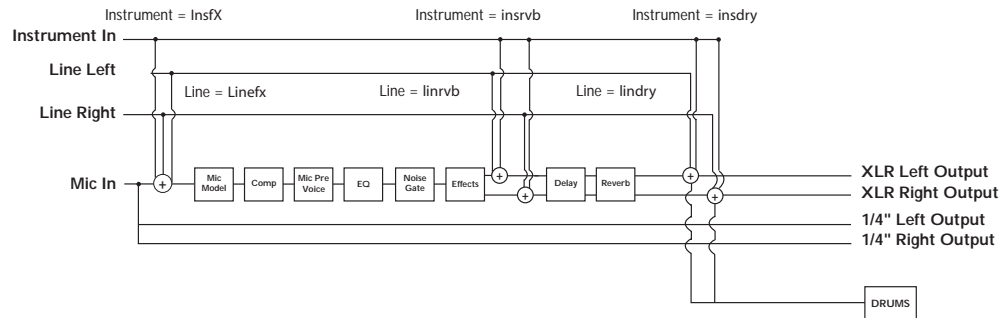 Instrument = InsfX
Instrument = insrvb
Instrument = insdry
Instrument In
Line Left
Line = Linefx
Line = linrvb
Line = lindry
Line Right
Mic In
+
Mic
Model
Comp
Mic Pre
Voice
EQ
Noise
Gate
Effects
+
+
Delay
Reverb
+
+
XLR Left Output
XLR Right Output
1/4" Left Output
1/4" Right Output
DRUMS